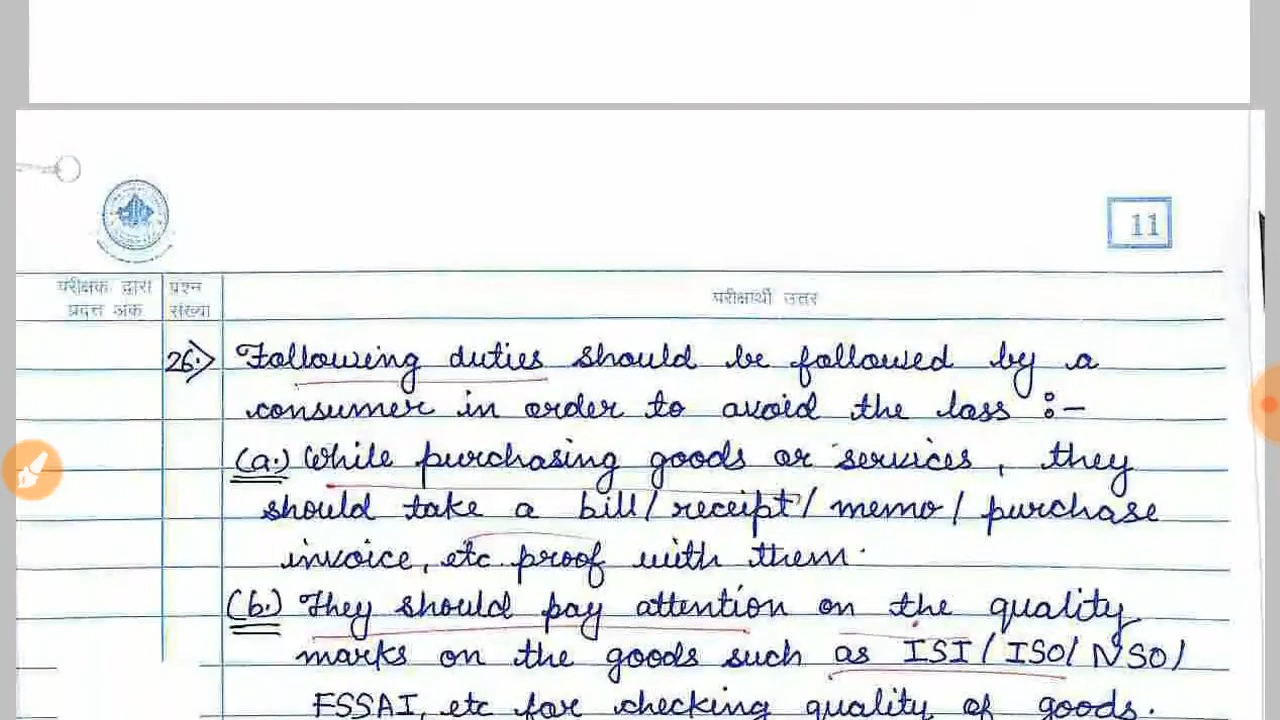 11
परीक्षक द्वारा
प्रदत्त अंक
प्रश्न
संख्या
परीक्षार्थी उत्तर
26.> Following duties should be followed by a
consumer in order to avoid the loss :-
(a.) While purchasing goods or services, they
should take a bill/receipt/memo/purchase
invoice, etc. proof with them.
(b.) They should pay attention on the quality
marks on the goods such as ISI/ISO/NSO/
FSSAI, etc for checking quality of goods.